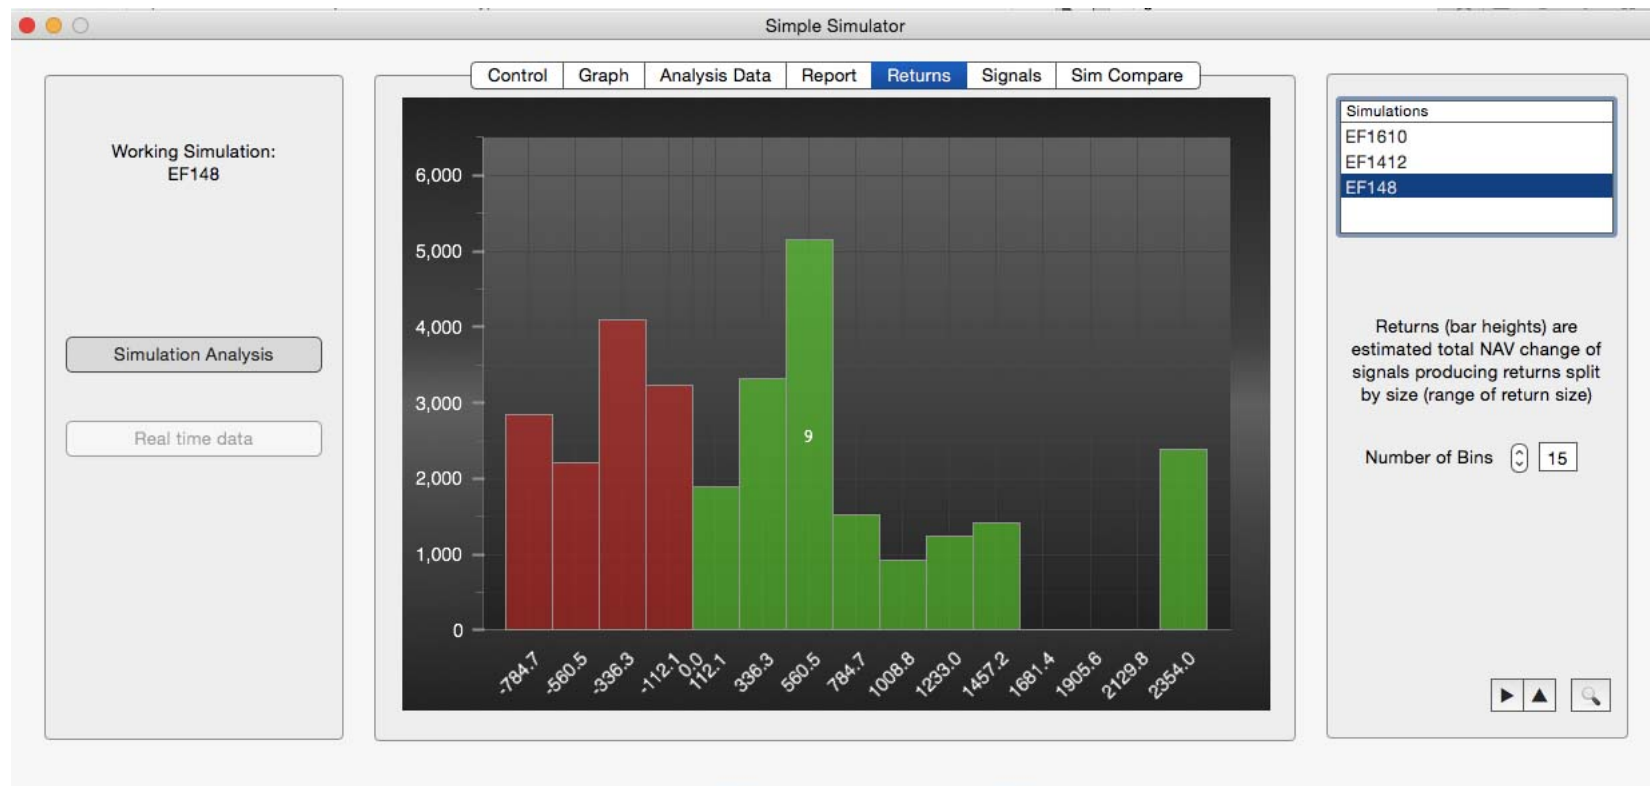 Simple Simulator
Control Graph Analysis Data Report Returns Signals Sim Compare
Working Simulation:
EF148
Simulation Analysis
Real time data
6,000
5,000
4,000
3,000
2,000
1,000
0
9
-784.7 -560.5 -336.3 -112.1 0.0 112.1 336.3 560.5 784.7 1008.8 1233.0 1457.2 1681.4 1905.6 2129.8 2354.0
Simulations
EF1610
EF1412
EF148
Returns (bar heights) are
estimated total NAV change of
signals producing returns split
by size (range of return size)
Number of Bins 15